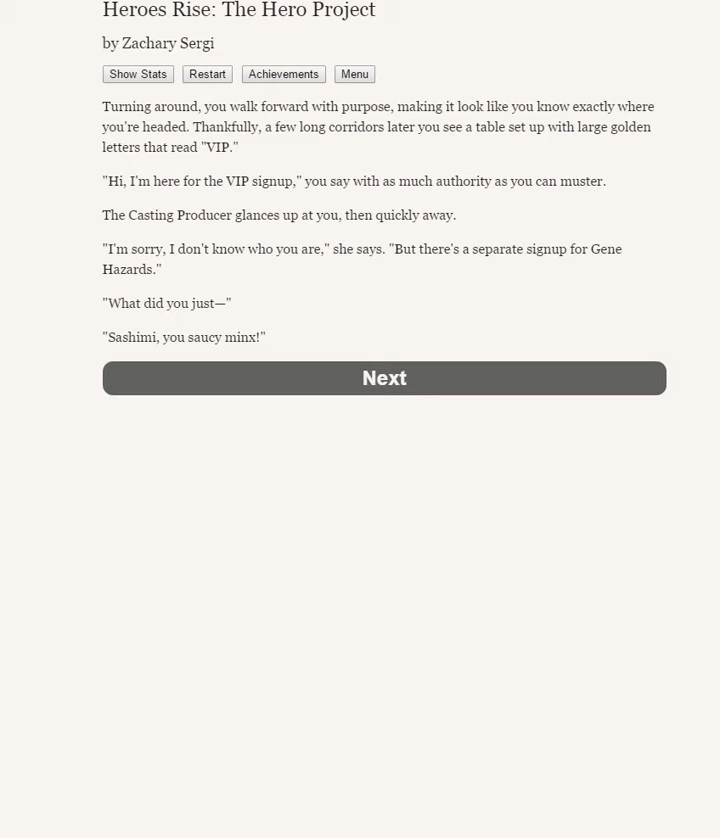 Heroes Rise: The Hero Project
by Zachary Sergi
Show Stats Restart Achievements Menu
Turning around, you walk forward with purpose, making it look like you know exactly where
you're headed. Thankfully, a few long corridors later you see a table set up with large golden
letters that read "VIP."
"Hi, I'm here for the VIP signup," you say with as much authority as you can muster.
The Casting Producer glances up at you, then quickly away.
"I'm sorry, I don't know who you are," she says. "But there's a separate signup for Gene
Hazards."
"What did you just—"
"Sashimi, you saucy minx!"
Next